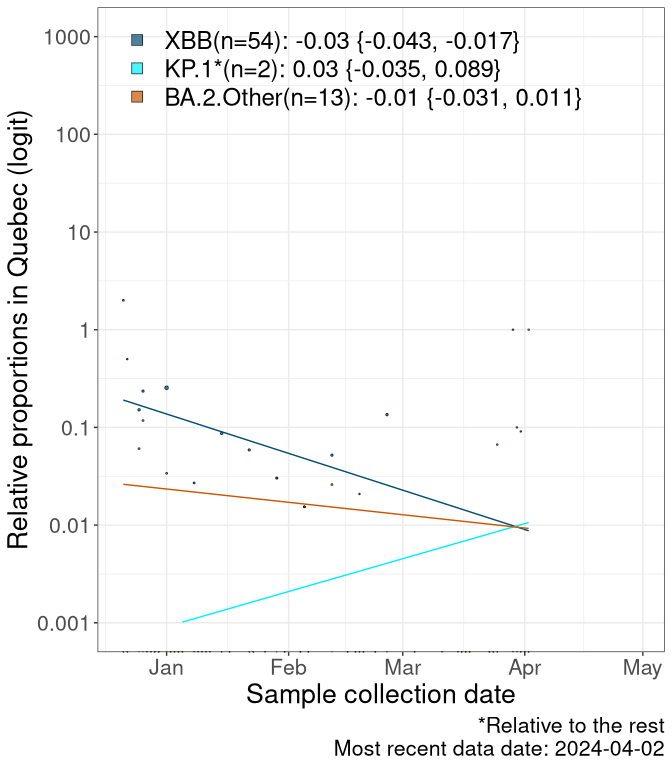 XBB(n=54): -0.03 {-0.043, -0.017}
KP.1*(n=2): 0.03 {-0.035, 0.089}
BA.2.Other(n=13): -0.01 {-0.031, 0.011}
Relative proportions in Quebec (logit)
1000
100
10
1
0.1
0.01
0.001
Jan Feb Mar Apr May
Sample collection date
*Relative to the rest
Most recent data date: 2024-04-02